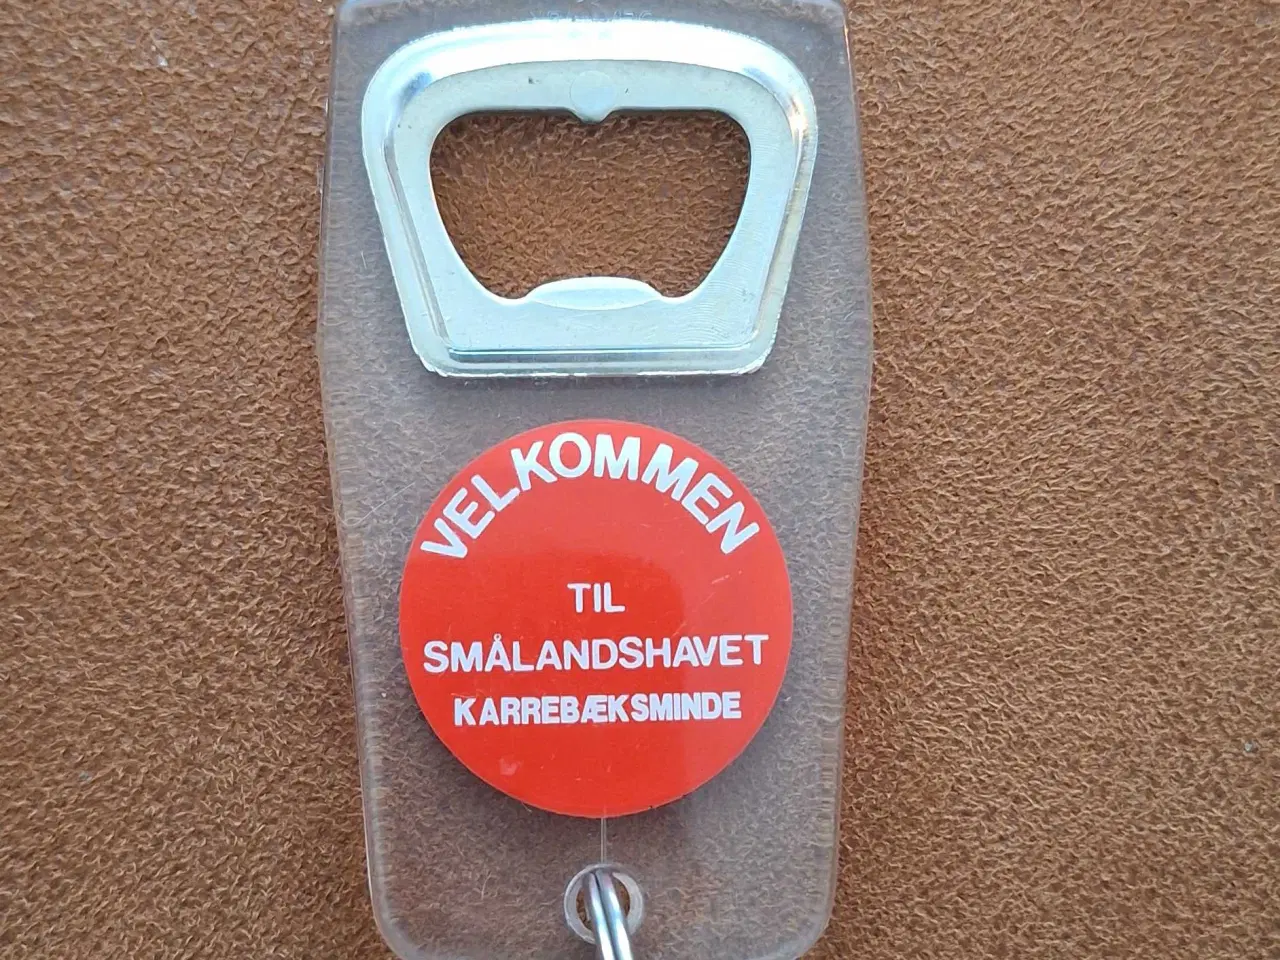 VELKOMMEN
TIL
SMÅLANDSHAVET
KARREBÆKSMINDE